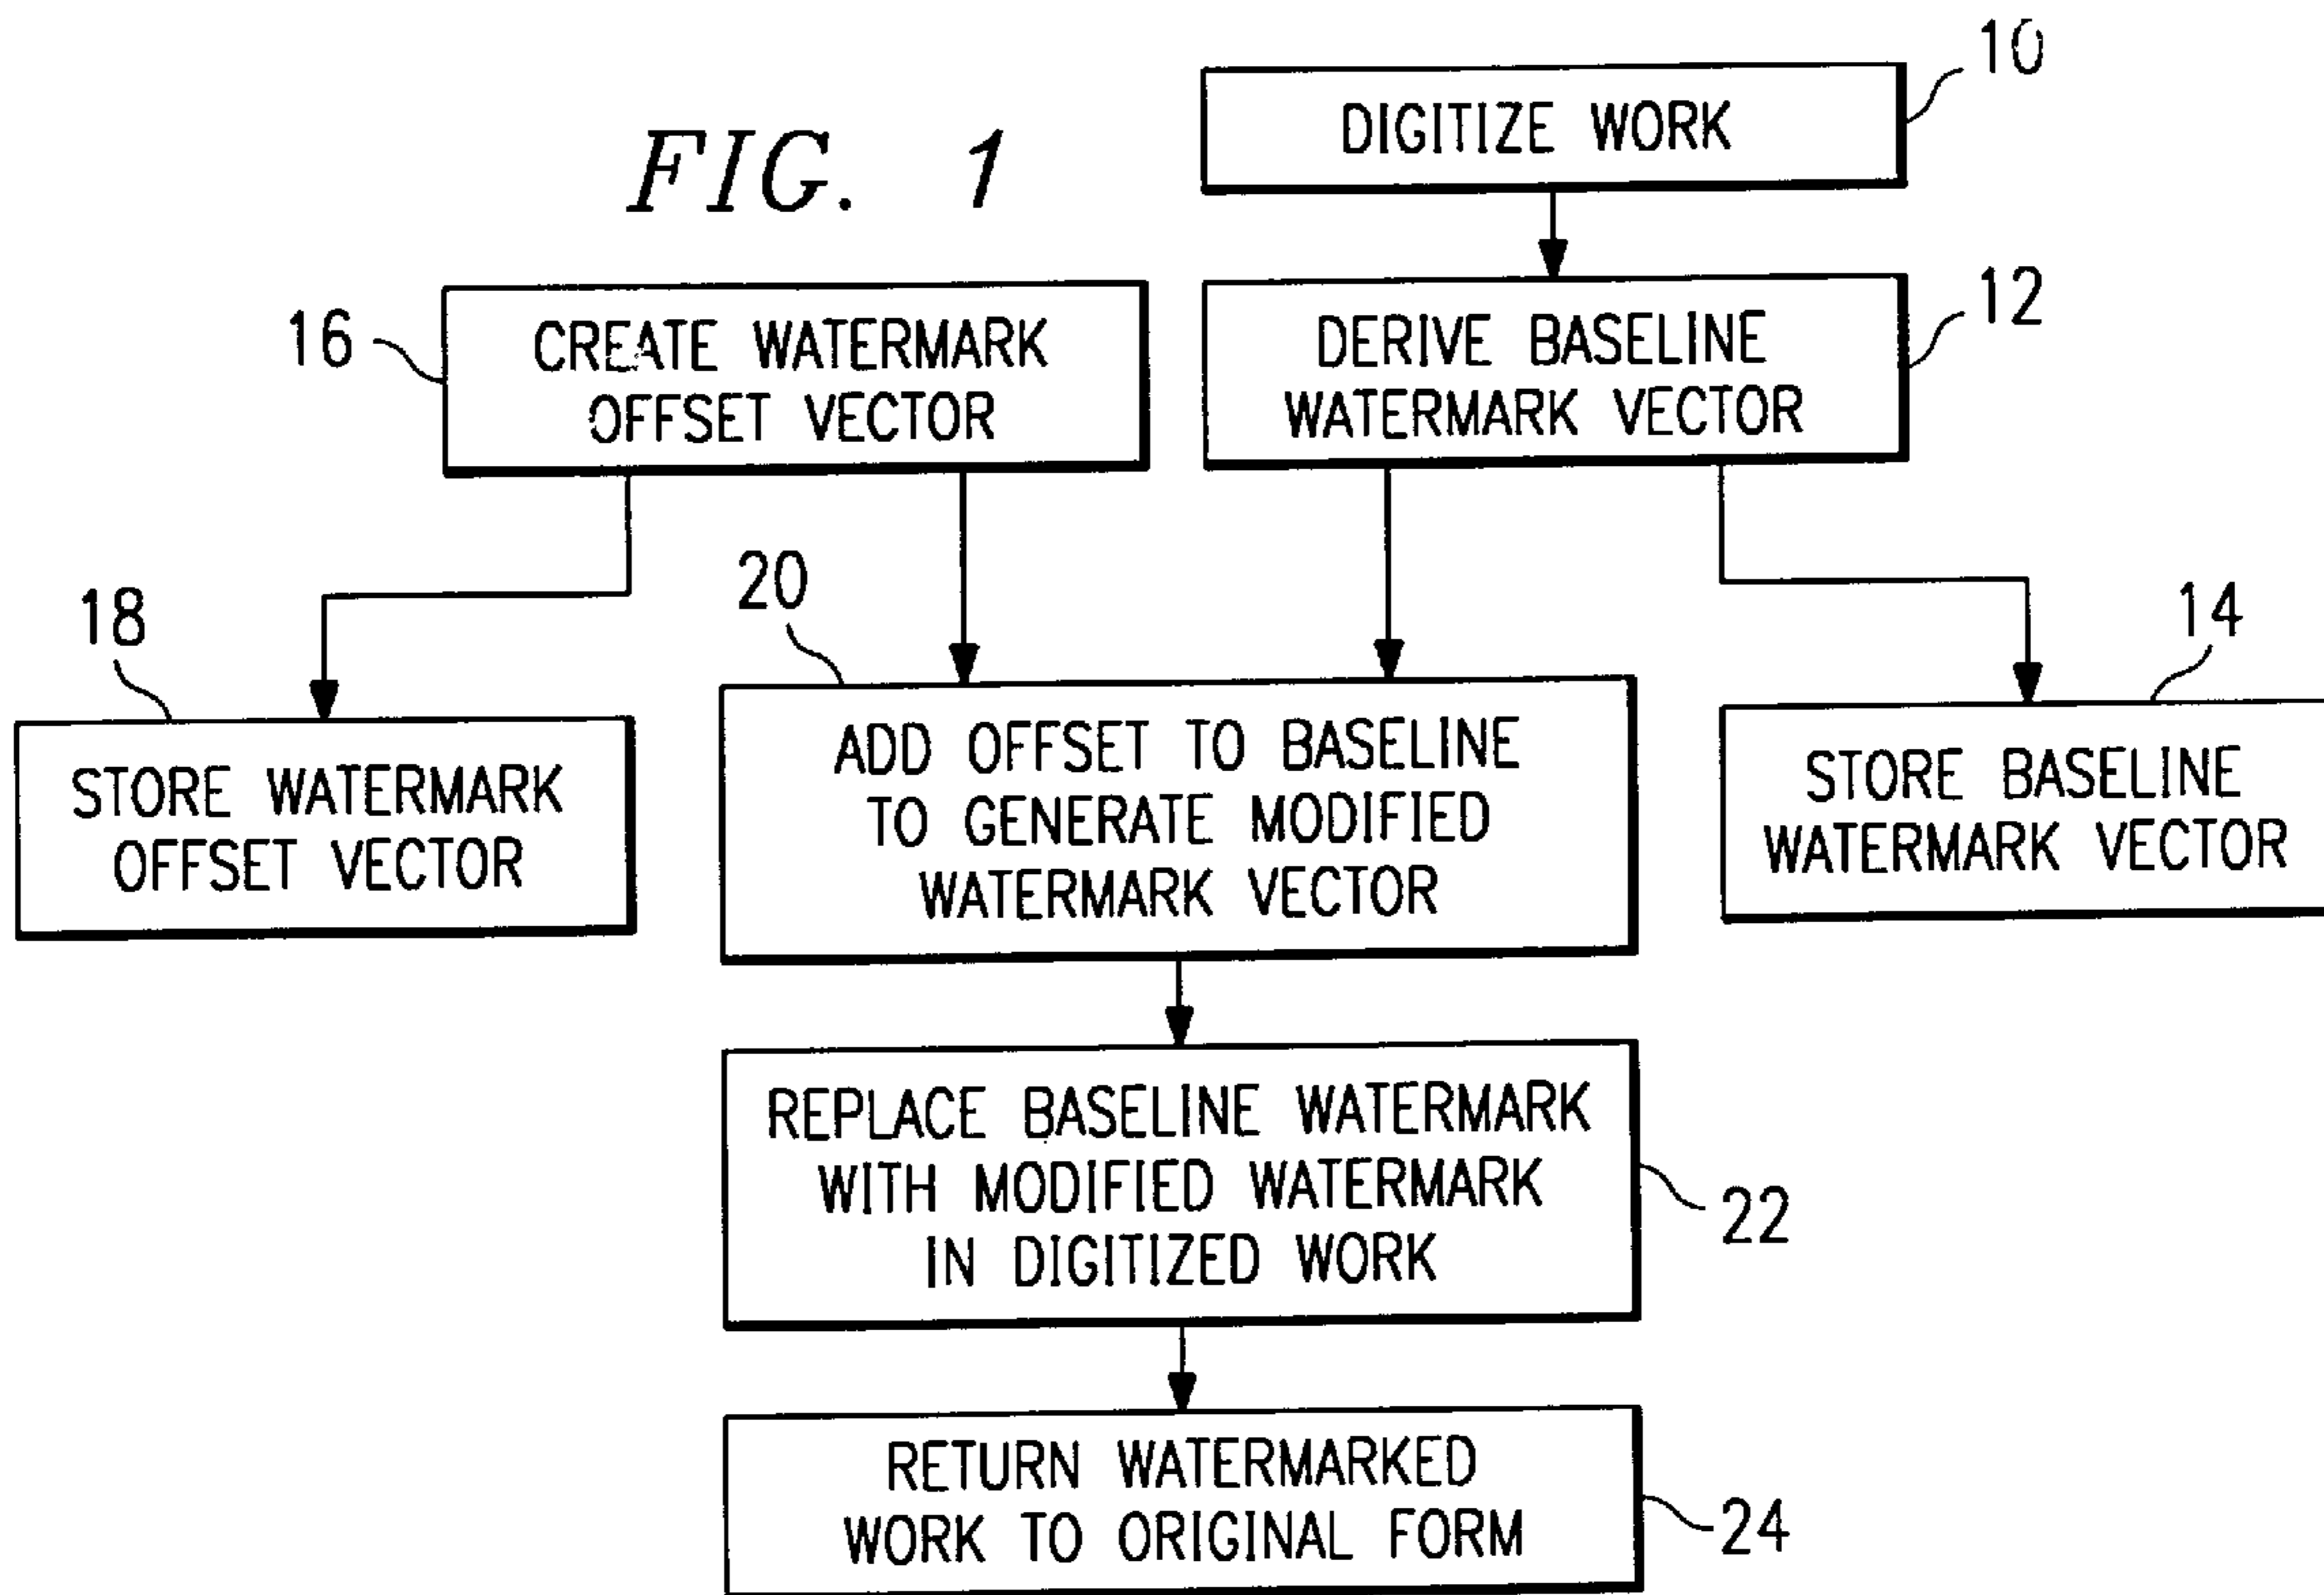 10
DIGITIZE WORK
FIG. 1
12
16
CREATE WATERMARK
OFFSET VECTOR
DERIVE BASELINE
WATERMARK VECTOR
20
18
14
STORE WATERMARK
OFFSET VECTOR
ADD OFFSET TO BASELINE
TO GENERATE MODIFIED
WATERMARK VECTOR
STORE BASELINE
WATERMARK VECTOR
REPLACE BASELINE WATERMARK
WITH MODIFIED WATERMARK
IN DIGITIZED WORK
22
RETURN WATERMARKED
WORK TO ORIGINAL FORM
24